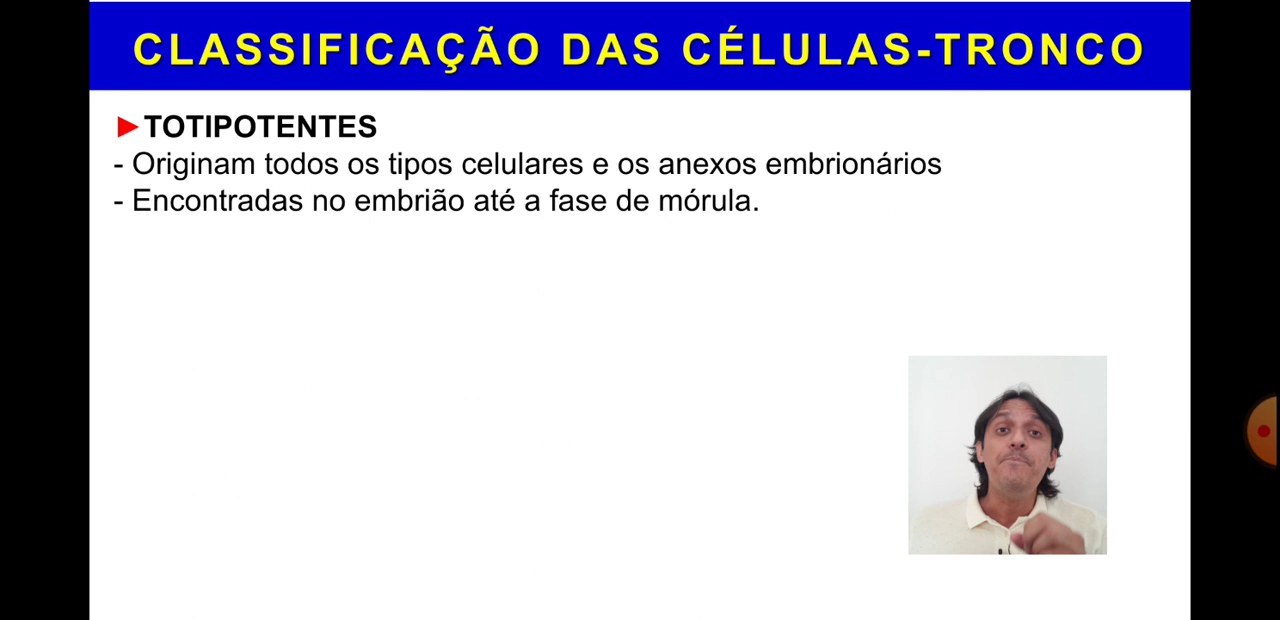 CLASSIFICAÇÃO DAS CÉLULAS-TRONCO
►TOTIPOTENTES
- Originam todos os tipos celulares e os anexos embrionários
- Encontradas no embrião até a fase de mórula.